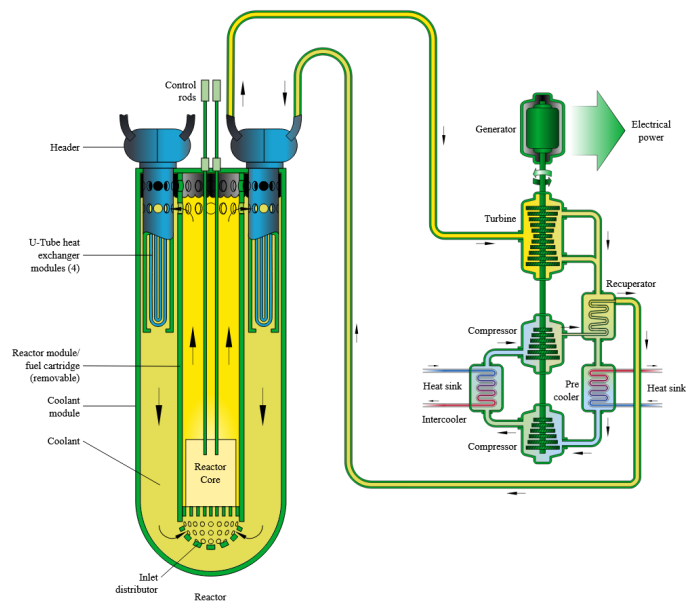 Control
rods
Header
U-Tube heat
exchanger
modules (4)
Reactor module/
fuel cartridge
(removable)
Coolant
module
Coolant
Reactor
Core
Inlet
distributor
Reactor
Generator
Electrical
power
Turbine
Recuperator
Compressor
Heat sink
Pre
cooler
Heat sink
Intercooler
Compressor